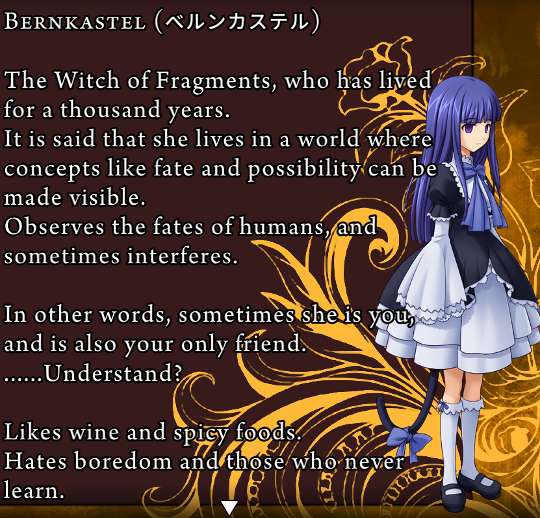 Bernkastel (ベルンカステル)
The Witch of Fragments, who has lived
for a thousand years.
It is said that she lives in a world where
concepts like fate and possibility can be
made visible.
Observes the fates of humans, and
sometimes interferes.
In other words, sometimes she is you,
and is also your only friend.
......Understand?
Likes wine and spicy foods.
Hates boredom and those who never
learn.